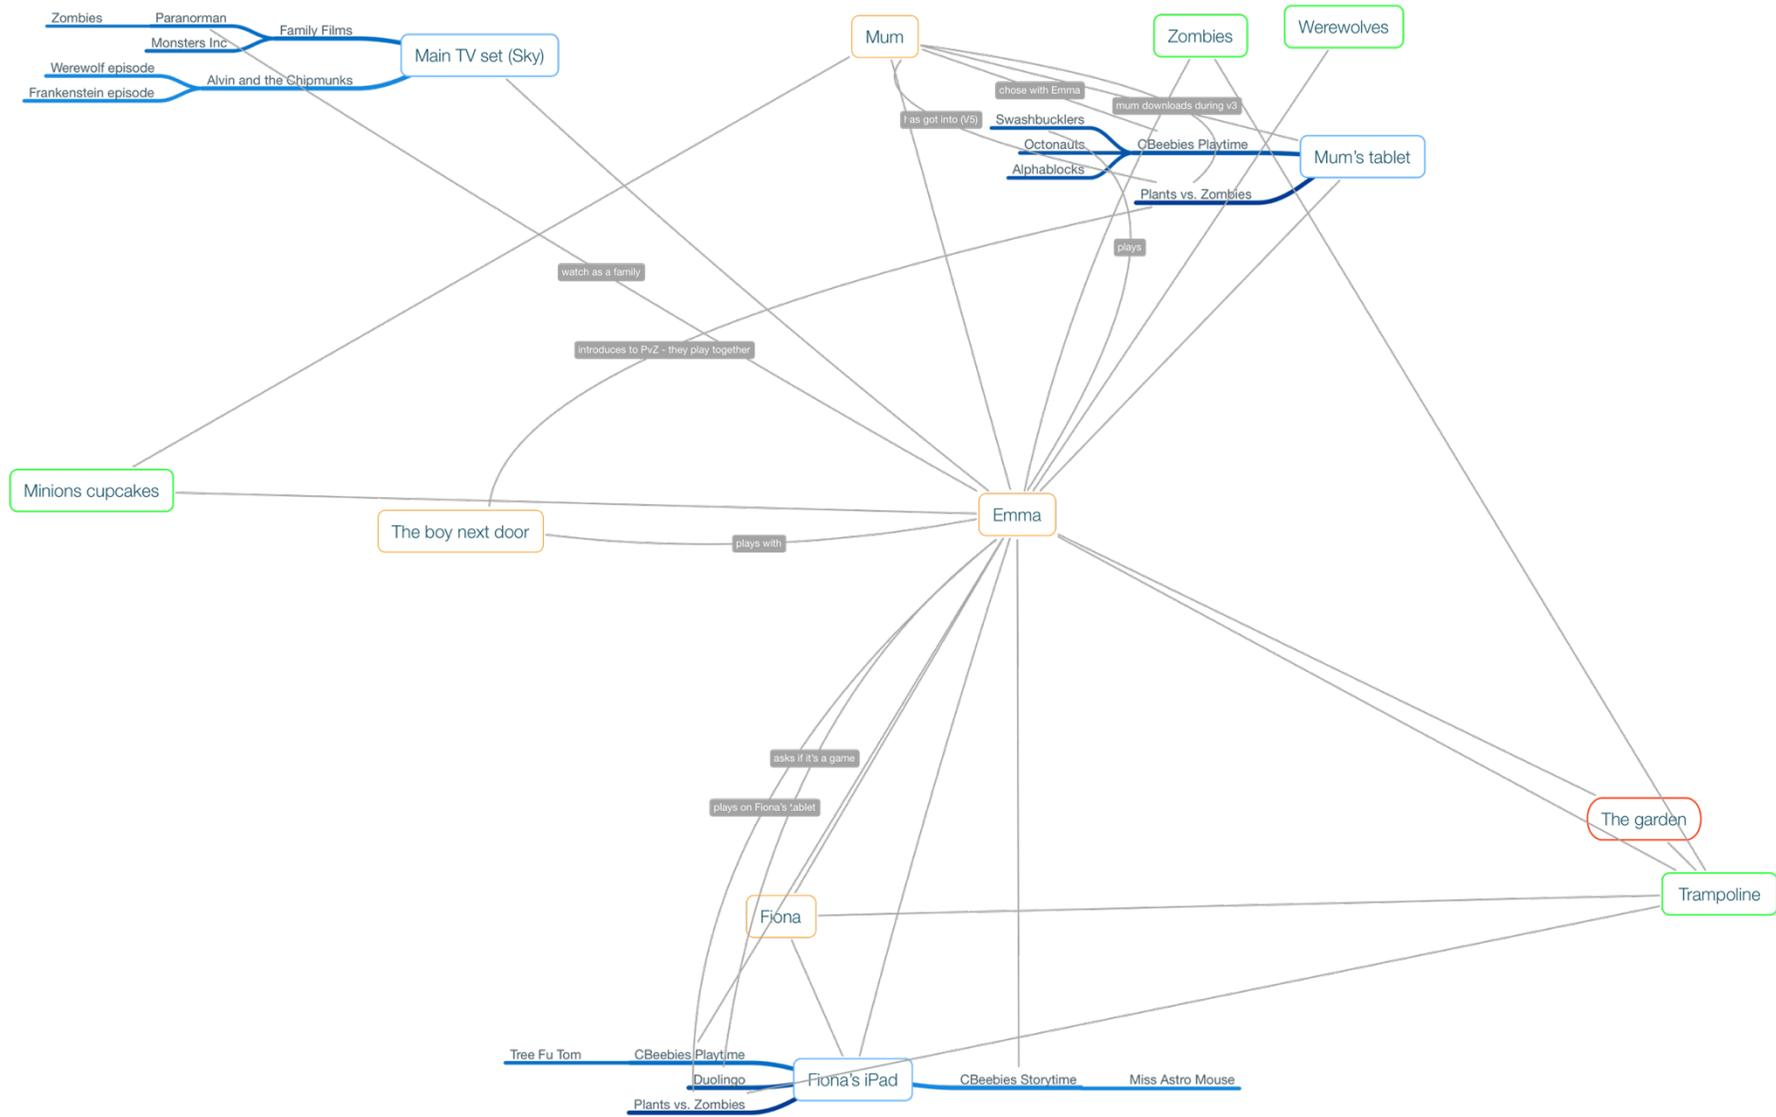 Zombies
Paranorman
Family Films
Monsters Inc
Main TV set (Sky)
Werewolf episode
Alvin and the Chipmunks
Frankenstein episode
Mum
Zombies
Werewolves
chose with Emma
mum downloads during v3
has got into (V5)
Swashbucklers
Octonauts
CBeebies Playtime
Alphablocks
Mum's tablet
Plants vs. Zombies
plays
watch as a family
introduces to PvZ - they play together
Minions cupcakes
The boy next door
plays with
Emma
asks if it's a game
plays on Fiona's tablet
The garden
Trampoline
Fiona
Tree Fu Tom
CBeebies Playtime
Duolingo
Plants vs. Zombies
Fiona's iPad
CBeebies Storytime
Miss Astro Mouse